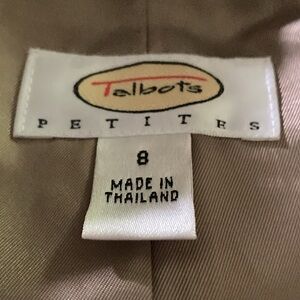 Talbots
PETITES
8
MADE IN
THAILAND